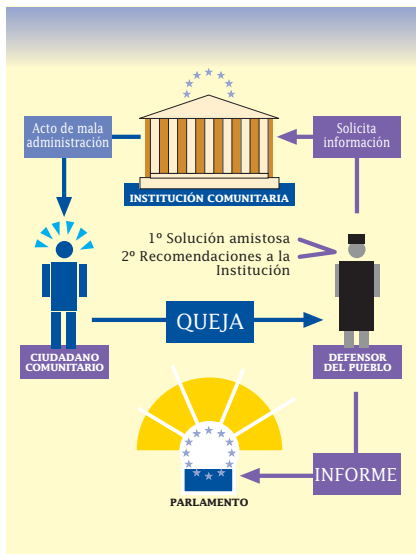 Acto de mala
administración
Solicita
información
INSTITUCIÓN COMUNITARIA
1º Solución amistosa
2º Recomendaciones a la
Institución
QUEJA
CIUDADANO
COMUNITARIO
DEFENSOR
DEL PUEBLO
INFORME
PARLAMENTO